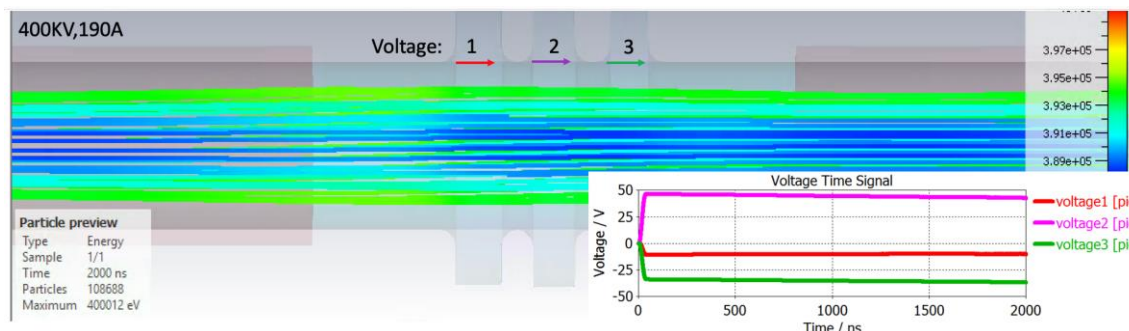 400KV,190A
Voltage: 1 2 3
3.97e+05
3.95e+05
3.93e+05
3.91e+05
3.89e+05
Particle preview
Type Energy
Sample 1/1
Time 2000 ns
Particles 108688
Maximum 400012 eV
Voltage Time Signal
Voltage / V
50
25
0
-25
-50
0 500 1000 1500 2000
Time / ns
voltage1 [pi
voltage2 [pi
voltage3 [pi